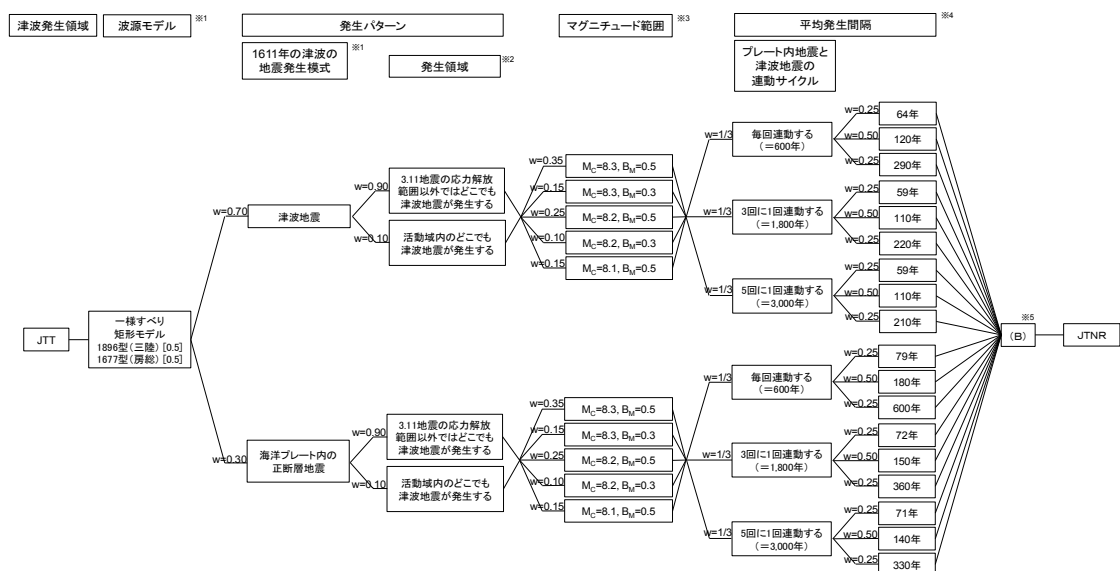 津波発生領域
波源モデル
※1
発生パターン
マグニチュード範囲
※3
平均発生間隔
※4
1611年の津波の
地震発生模式
※1
発生領域
※2
プレート内地震と
津波地震の
連動サイクル
JTT
一様すべり
矩形モデル
1896型(三陸) [0.5]
1677型(房総) [0.5]
w=0.70
津波地震
w=0.90
3.11地震の応力解放
範囲以外ではどこでも
津波地震が発生する
w=0.10
活動域内のどこでも
津波地震が発生する
w=0.35
MC=8.3, BM=0.5
w=0.15
MC=8.3, BM=0.3
w=0.25
MC=8.2, BM=0.5
w=0.10
MC=8.2, BM=0.3
w=0.15
MC=8.1, BM=0.5
w=1/3
毎回連動する
(=600年)
w=0.25
64年
w=0.50
120年
w=0.25
290年
w=1/3
3回に1回連動する
(=1,800年)
w=0.25
59年
w=0.50
110年
w=0.25
220年
w=1/3
5回に1回連動する
(=3,000年)
w=0.25
59年
w=0.50
110年
w=0.25
210年
w=0.30
海洋プレート内の
正断層地震
w=0.90
3.11地震の応力解放
範囲以外ではどこでも
津波地震が発生する
w=0.10
活動域内のどこでも
津波地震が発生する
w=0.35
MC=8.3, BM=0.5
w=0.15
MC=8.3, BM=0.3
w=0.25
MC=8.2, BM=0.5
w=0.10
MC=8.2, BM=0.3
w=0.15
MC=8.1, BM=0.5
w=1/3
毎回連動する
(=600年)
w=0.25
79年
w=0.50
180年
w=0.25
600年
w=1/3
3回に1回連動する
(=1,800年)
w=0.25
72年
w=0.50
150年
w=0.25
360年
w=1/3
5回に1回連動する
(=3,000年)
w=0.25
71年
w=0.50
140年
w=0.25
330年
※5
(B)
JTNR